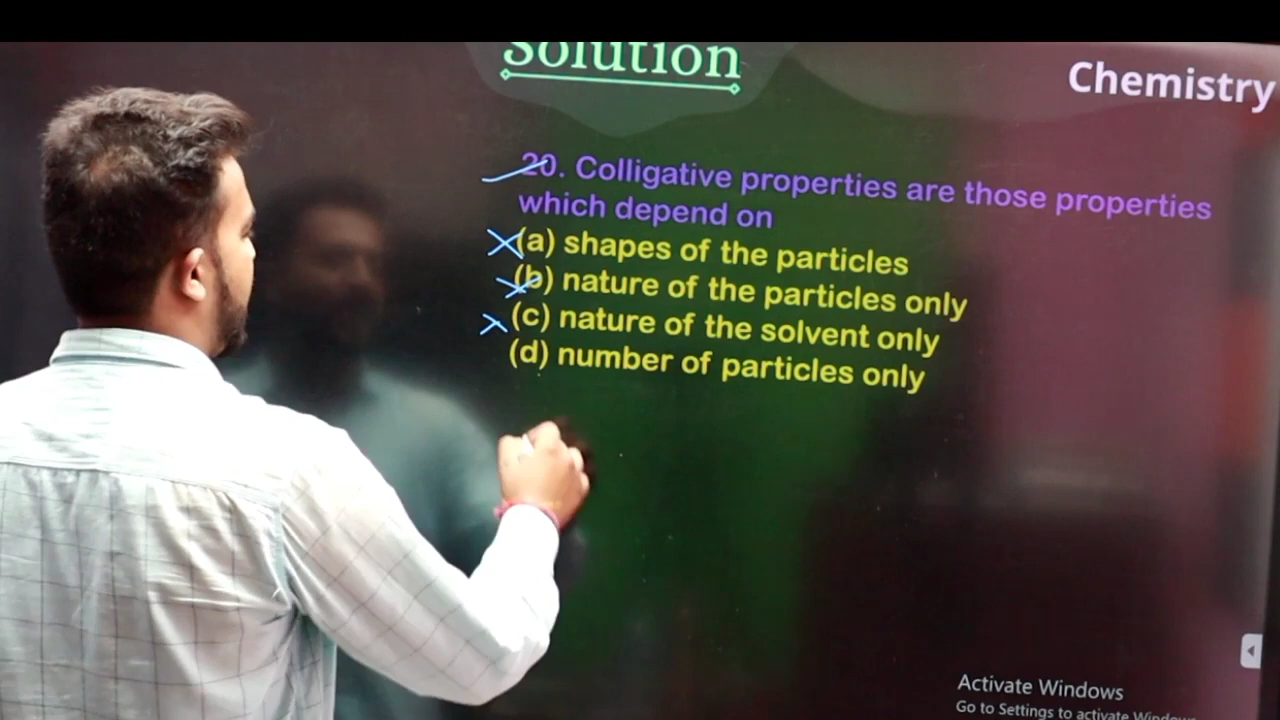 Solution
Chemistry
20. Colligative properties are those properties
which depend on
(a) shapes of the particles
(b) nature of the particles only
(c) nature of the solvent only
(d) number of particles only
Activate Windows
Go to Settings to activate Windows